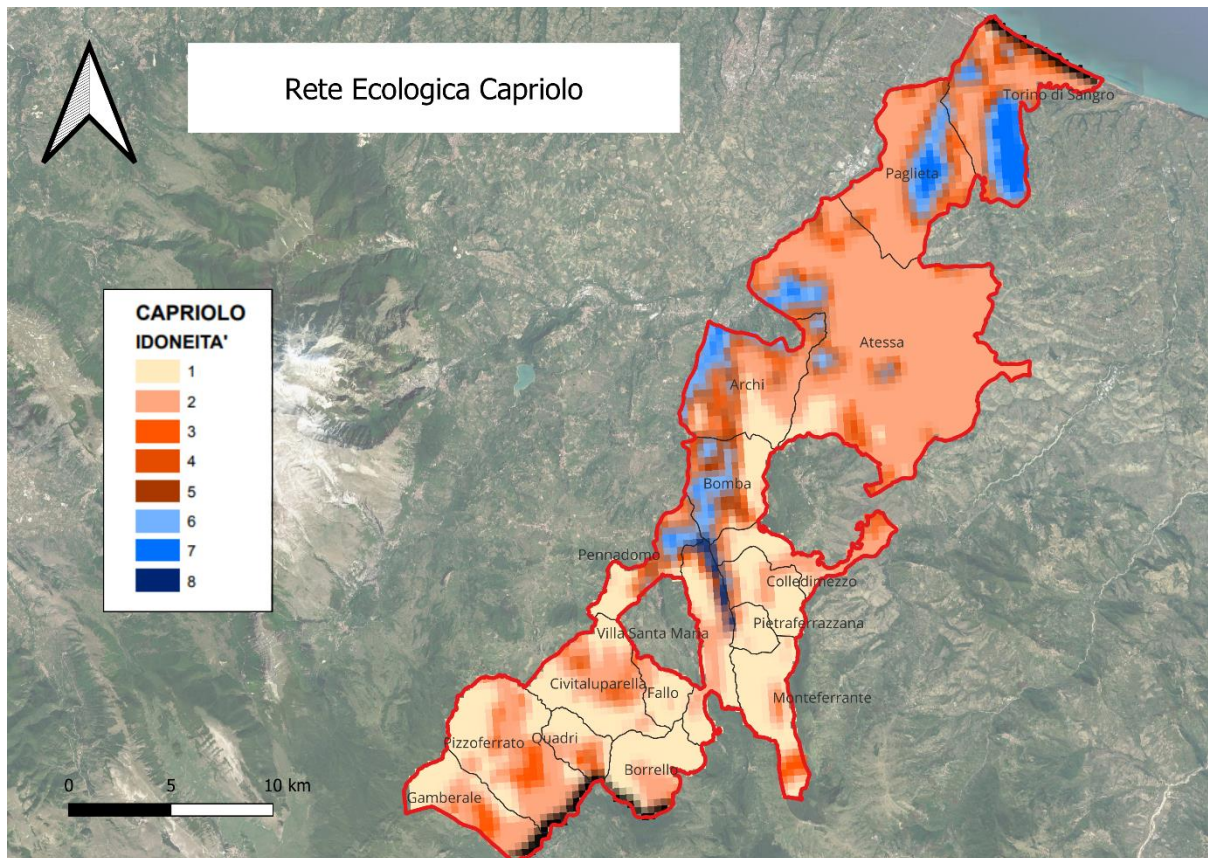 Rete Ecologica Capriolo
Torino di Sangro
Paglieta
CAPRIOLO
IDONEITA'
1
2
3
4
5
6
7
8
Atessa
Archi
Bomba
Pennadomo
Colledimezzo
Pietraferrazzana
Villa Santa Maria
Civitaluparella
Fallo
Monteferrante
Pizzoferrato
Quadri
Borrello
Gamberale
0 5 10 km